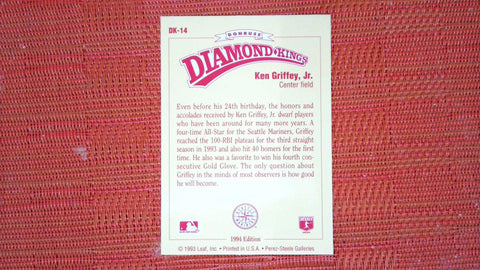 DK-14
DONRUSS
DIAMOND KINGS
Ken Griffey, Jr.
Center field
Even before his 24th birthday, the honors and
accolades received by Ken Griffey, Jr. dwarf players
who have been around for many more years. A
four-time All-Star for the Seattle Mariners, Griffey
reached the 100-RBI plateau for the third straight
season in 1993 and also hit 40 homers for the first
time. He also was a favorite to win his fourth con-
secutive Gold Glove. The only question about
Griffey in the minds of most observers is how good
he will become.
1994 Edition
© 1993 Leaf, Inc. • Printed in U.S.A. • Perez-Steele Galleries